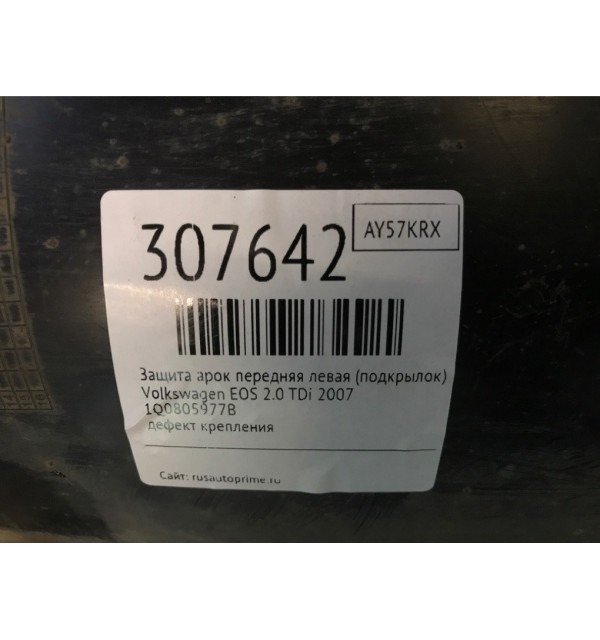 307642
AY57KRX
Защита арок передняя левая (подкрылок)
Volkswagen EOS 2.0 TDi 2007
1Q0805977B
дефект крепления
Сайт: rusautoprime.ru